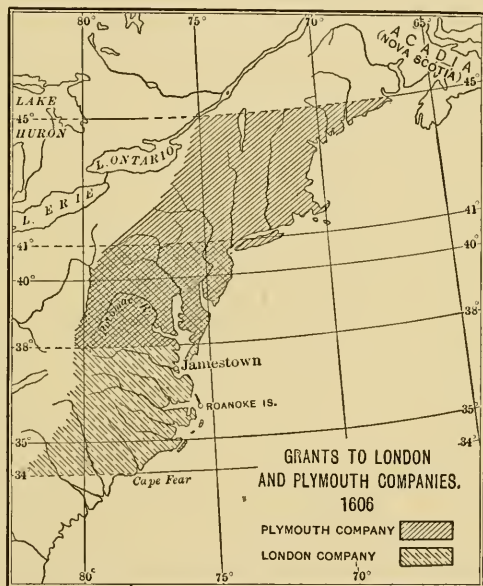 80°
75°
70°
65°
ACADIA
(NOVA SCOTIA)
LAKE
HURON
45°
45°
L. ONTARIO
L. ERIE
41°
41°
40°
40°
Potomac R.
38°
Jamestown
ROANOKE IS.
35°
35°
34°
34°
Cape Fear
GRANTS TO LONDON
AND PLYMOUTH COMPANIES.
1606
PLYMOUTH COMPANY
LONDON COMPANY
80°
75°
70°